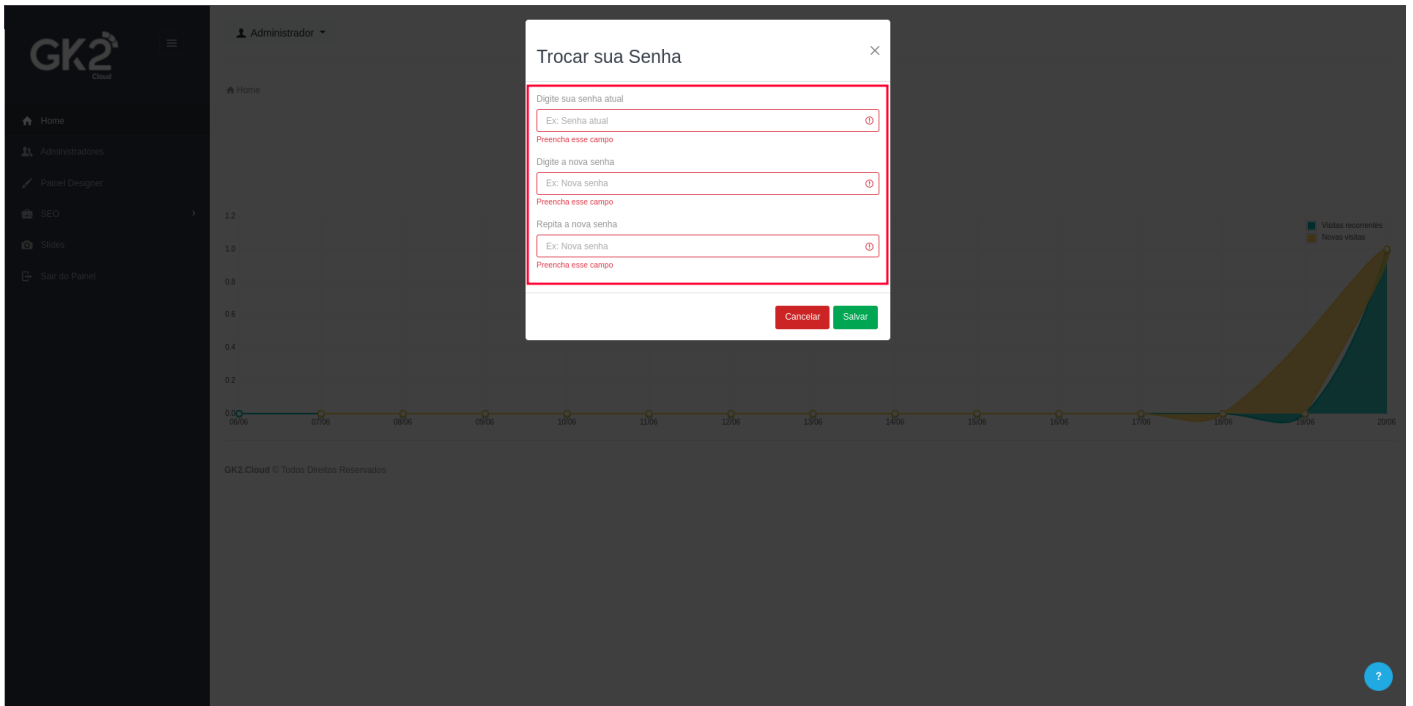 GK2
Cloud
Administrador
Home
Home
Administradores
Painel Designer
SEO
Slides
Sair do Painel
Trocar sua Senha
Digite sua senha atual
Ex: Senha atual
Preencha esse campo
Digite a nova senha
Ex: Nova senha
Preencha esse campo
Repita a nova senha
Ex: Nova senha
Preencha esse campo
Cancelar Salvar
Visitas recorrentes
Novas visitas
1.2
1.0
0.8
0.6
0.4
0.2
0.0
06/06 07/06 08/06 09/06 10/06 11/06 12/06 13/06 14/06 15/06 16/06 17/06 18/06 19/06 20/06
GK2.Cloud © Todos Direitos Reservados
?